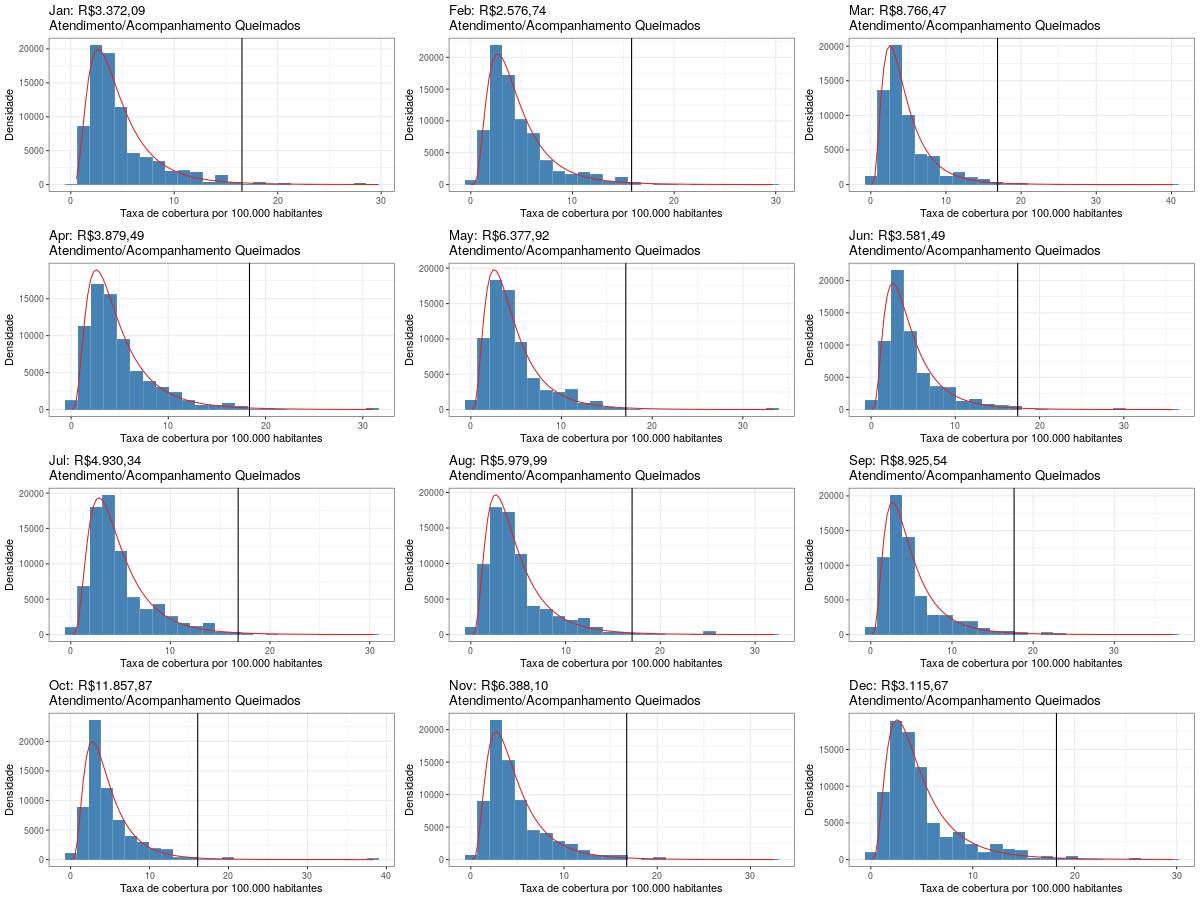 Jan: R$3.372,09
Atendimento/Acompanhamento Queimados
Densidade
20000
15000
10000
5000
0
0 10 20 30
Taxa de cobertura por 100.000 habitantes
Feb: R$2.576,74
Atendimento/Acompanhamento Queimados
Densidade
20000
15000
10000
5000
0
0 10 20 30
Taxa de cobertura por 100.000 habitantes
Mar: R$8.766,47
Atendimento/Acompanhamento Queimados
Densidade
20000
15000
10000
5000
0
0 10 20 30 40
Taxa de cobertura por 100.000 habitantes
Apr: R$3.879,49
Atendimento/Acompanhamento Queimados
Densidade
15000
10000
5000
0
0 10 20 30
Taxa de cobertura por 100.000 habitantes
May: R$6.377,92
Atendimento/Acompanhamento Queimados
Densidade
20000
15000
10000
5000
0
0 10 20 30
Taxa de cobertura por 100.000 habitantes
Jun: R$3.581,49
Atendimento/Acompanhamento Queimados
Densidade
20000
15000
10000
5000
0
0 10 20 30
Taxa de cobertura por 100.000 habitantes
Jul: R$4.930,34
Atendimento/Acompanhamento Queimados
Densidade
20000
15000
10000
5000
0
0 10 20 30
Taxa de cobertura por 100.000 habitantes
Aug: R$5.979,99
Atendimento/Acompanhamento Queimados
Densidade
20000
15000
10000
5000
0
0 10 20 30
Taxa de cobertura por 100.000 habitantes
Sep: R$8.925,54
Atendimento/Acompanhamento Queimados
Densidade
20000
15000
10000
5000
0
0 10 20 30
Taxa de cobertura por 100.000 habitantes
Oct: R$11.857,87
Atendimento/Acompanhamento Queimados
Densidade
20000
15000
10000
5000
0
0 10 20 30 40
Taxa de cobertura por 100.000 habitantes
Nov: R$6.388,10
Atendimento/Acompanhamento Queimados
Densidade
20000
15000
10000
5000
0
0 10 20 30
Taxa de cobertura por 100.000 habitantes
Dec: R$3.115,67
Atendimento/Acompanhamento Queimados
Densidade
15000
10000
5000
0
0 10 20 30
Taxa de cobertura por 100.000 habitantes